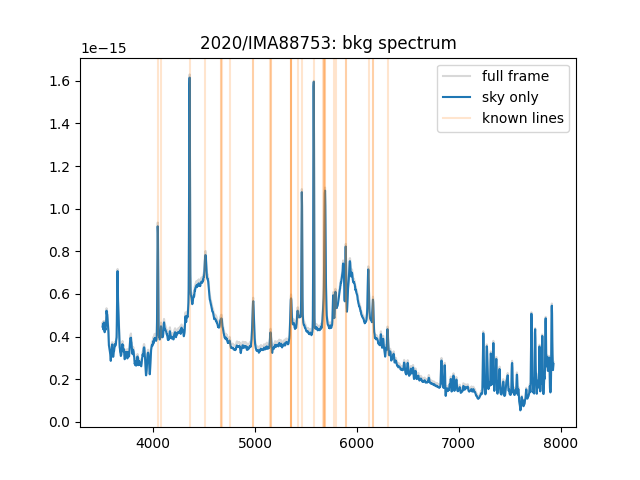 2020/IMA88753: bkg spectrum
1e−15
full frame
sky only
known lines
1.6
1.4
1.2
1.0
0.8
0.6
0.4
0.2
0.0
4000 5000 6000 7000 8000